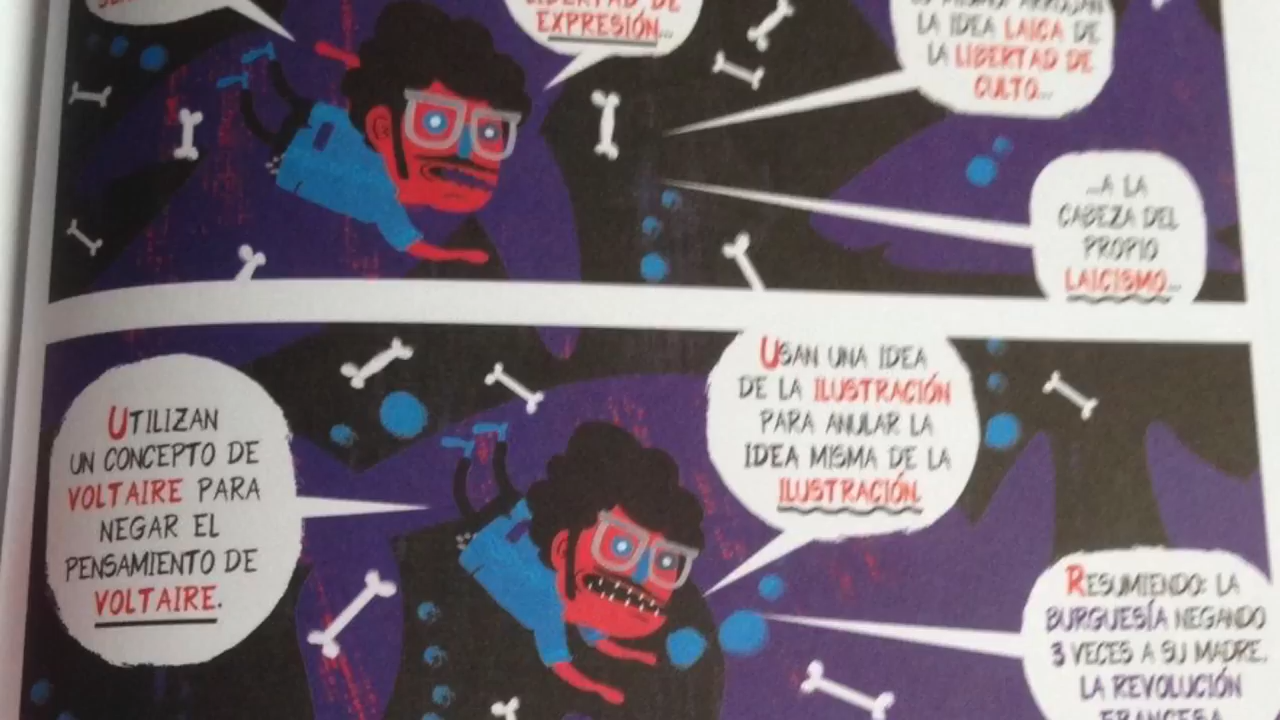 LIBERTAD DE
EXPRESIÓN...
LA IDEA LAICA DE
LA LIBERTAD DE
CULTO...
...A LA
CABEZA DEL
PROPIO
LAICISMO...
UTILIZAN
UN CONCEPTO DE
VOLTAIRE PARA
NEGAR EL
PENSAMIENTO DE
VOLTAIRE.
USAN UNA IDEA
DE LA ILUSTRACIÓN
PARA ANULAR LA
IDEA MISMA DE LA
ILUSTRACIÓN.
RESUMIENDO: LA
BURGUESÍA NEGANDO
3 VECES A SU MADRE.
LA REVOLUCIÓN
FRANCESA